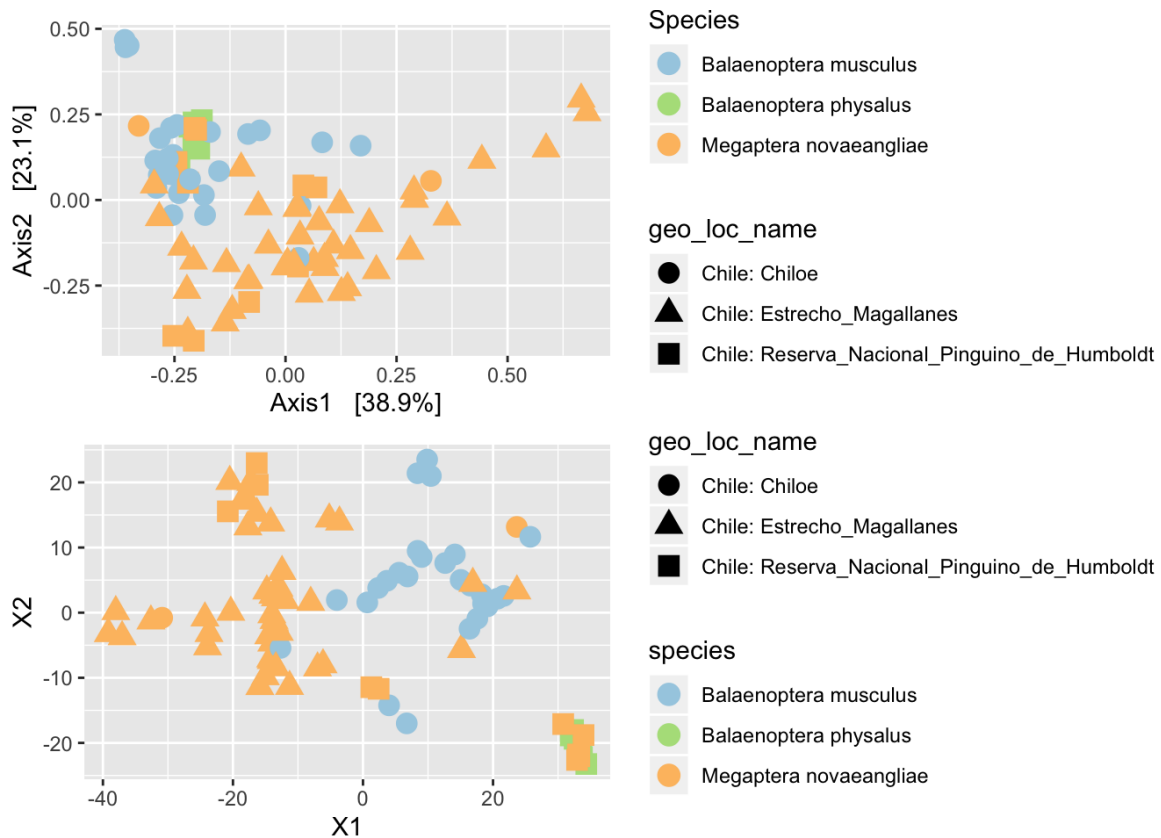 0.50
0.25
0.00
-0.25
Axis2 [23.1%]
-0.25
0.00
0.25
0.50
Axis1 [38.9%]
20
10
0
-10
-20
X2
-40
-20
0
20
X1
Species
Balaenoptera musculus
Balaenoptera physalus
Megaptera novaeangliae
geo_loc_name
Chile: Chiloe
Chile: Estrecho_Magallanes
Chile: Reserva_Nacional_Pinguino_de_Humboldt
geo_loc_name
Chile: Chiloe
Chile: Estrecho_Magallanes
Chile: Reserva_Nacional_Pinguino_de_Humboldt
species
Balaenoptera musculus
Balaenoptera physalus
Megaptera novaeangliae